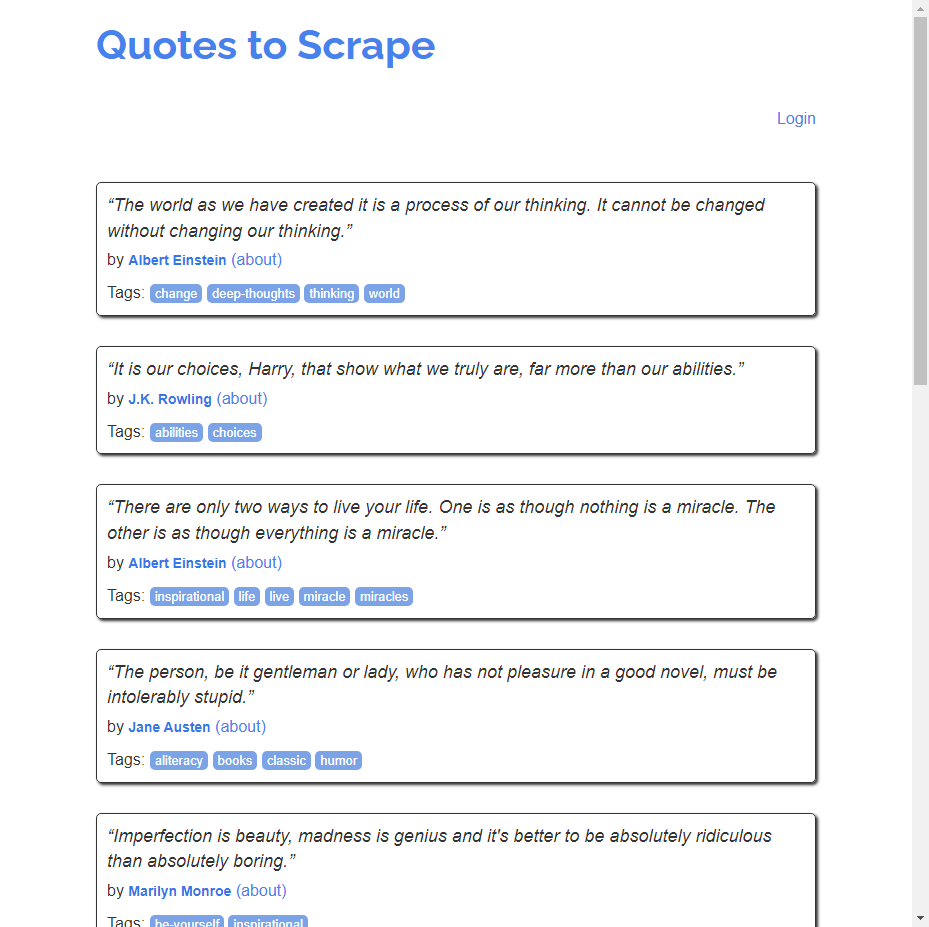 Quotes to Scrape
Login
“The world as we have created it is a process of our thinking. It cannot be changed
without changing our thinking.”
by Albert Einstein (about)
Tags: change deep-thoughts thinking world
“It is our choices, Harry, that show what we truly are, far more than our abilities.”
by J.K. Rowling (about)
Tags: abilities choices
“There are only two ways to live your life. One is as though nothing is a miracle. The
other is as though everything is a miracle.”
by Albert Einstein (about)
Tags: inspirational life live miracle miracles
“The person, be it gentleman or lady, who has not pleasure in a good novel, must be
intolerably stupid.”
by Jane Austen (about)
Tags: aliteracy books classic humor
“Imperfection is beauty, madness is genius and it's better to be absolutely ridiculous
than absolutely boring.”
by Marilyn Monroe (about)
Tags: be-yourself inspirational